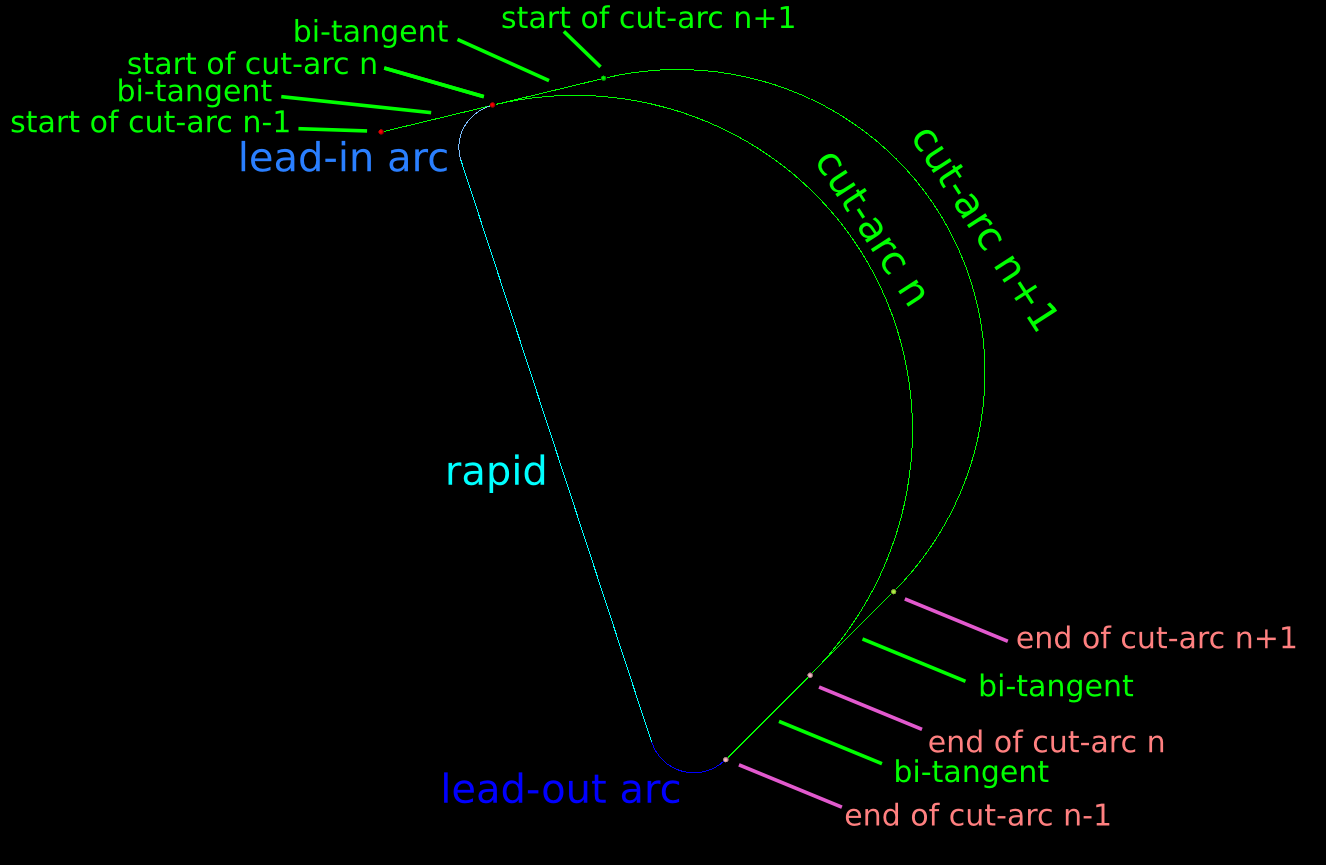 start of cut-arc n+1
bi-tangent
start of cut-arc n
bi-tangent
start of cut-arc n-1
lead-in arc
cut-arc n+1
cut-arc n
rapid
end of cut-arc n+1
bi-tangent
end of cut-arc n
bi-tangent
lead-out arc
end of cut-arc n-1